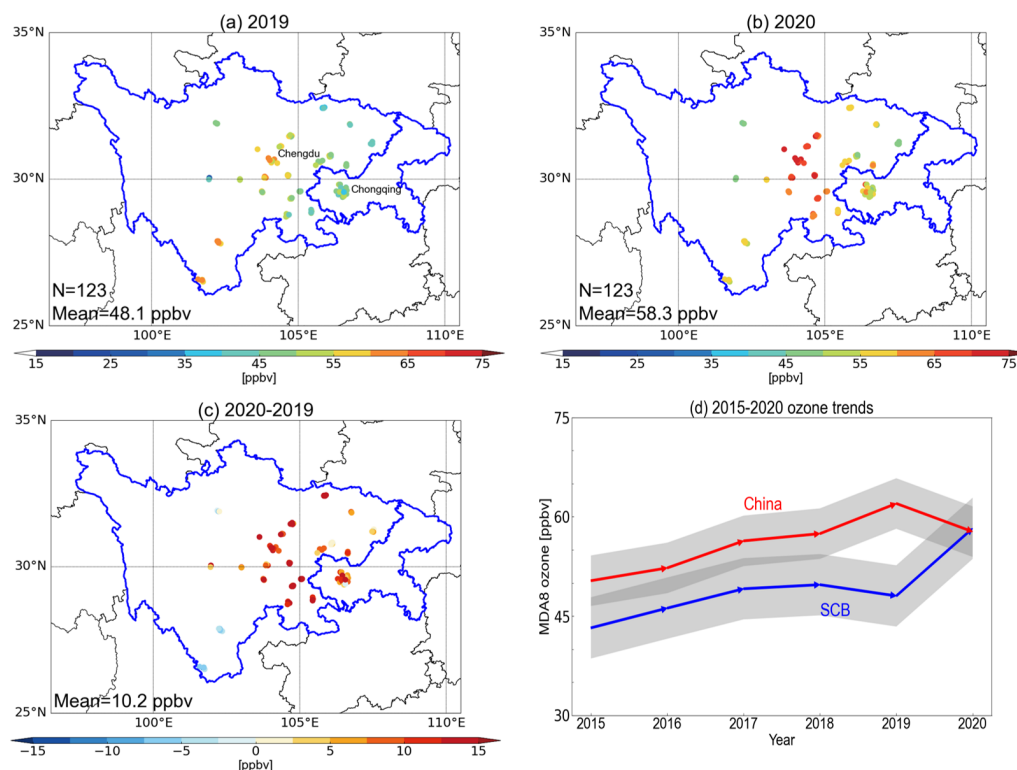 (a) 2019
35°N
30°N
25°N
Chengdu
Chongqing
N=123
Mean=48.1 ppbv
100°E 105°E 110°E
15 25 35 45 55 65 75
[ppbv]
(b) 2020
35°N
30°N
25°N
N=123
Mean=58.3 ppbv
100°E 105°E 110°E
15 25 35 45 55 65 75
[ppbv]
(c) 2020-2019
35°N
30°N
25°N
Mean=10.2 ppbv
100°E 105°E 110°E
−15 −10 −5 0 5 10 15
[ppbv]
(d) 2015-2020 ozone trends
MDA8 ozone [ppbv]
75
60
45
30
China
SCB
2015 2016 2017 2018 2019 2020
Year